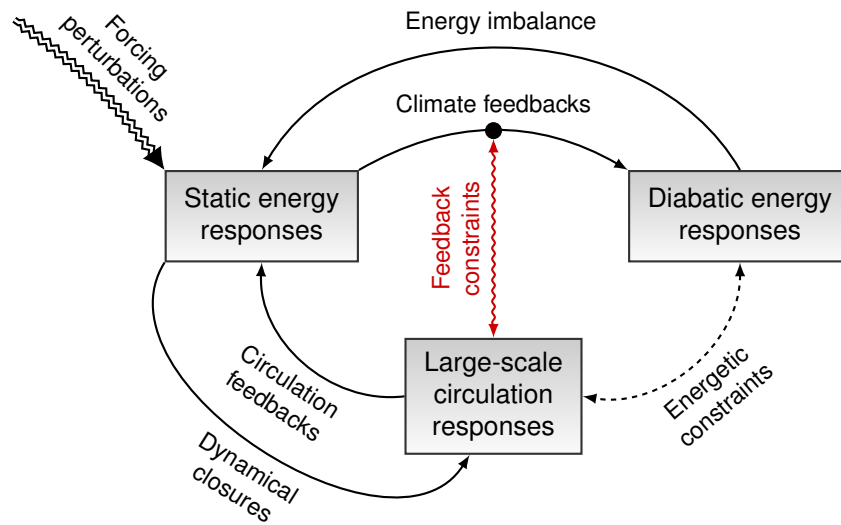 Energy imbalance
Forcing
perturbations
Climate feedbacks
Static energy
responses
Diabatic energy
responses
Feedback
constraints
Large-scale
circulation
responses
Circulation
feedbacks
Energetic
constraints
Dynamical
closures